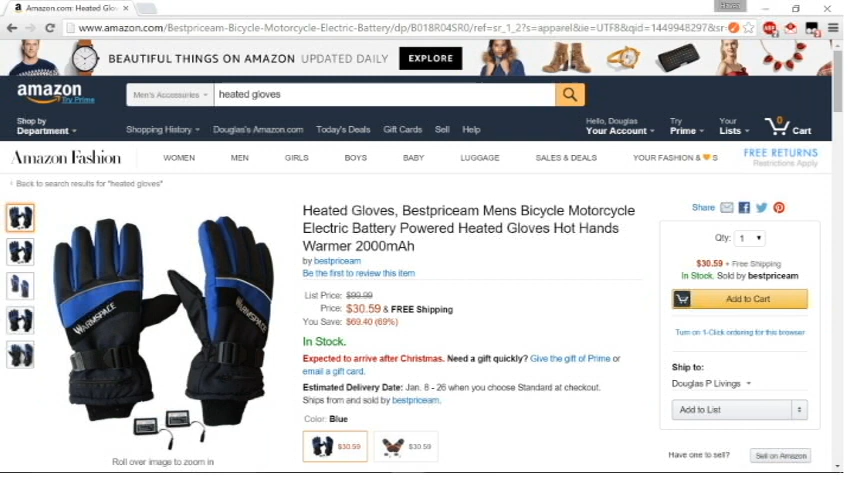 Amazon.com: Heated Glo
www.amazon.com/Bestpriceam-Bicycle-Motorcycle-Electric-Battery/dp/B018R04SR0/ref=sr_1_2?s=apparel&ie=UTF8&qid=1449948297&sr=
BEAUTIFUL THINGS ON AMAZON UPDATED DAILY EXPLORE
amazon
Try Prime
Men's Accessories heated gloves
Shop by
Department
Shopping History Douglas's Amazon.com Today's Deals Gift Cards Sell Help
Hello, Douglas
Your Account
Try
Prime
Your
Lists
0
Cart
Amazon Fashion WOMEN MEN GIRLS BOYS BABY LUGGAGE SALES & DEALS YOUR FASHION & S
FREE RETURNS
Restrictions Apply
‹ Back to search results for "heated gloves"
WARMSPACE
WARMSPACE
Roll over image to zoom in
Heated Gloves, Bestpriceam Mens Bicycle Motorcycle
Electric Battery Powered Heated Gloves Hot Hands
Warmer 2000mAh
by bestpriceam
Be the first to review this item
List Price: $99.99
Price: $30.59 & FREE Shipping
You Save: $69.40 (69%)
In Stock.
Expected to arrive after Christmas. Need a gift quickly? Give the gift of Prime or
email a gift card.
Estimated Delivery Date: Jan. 6 - 26 when you choose Standard at checkout.
Ships from and sold by bestpriceam.
Color: Blue
$30.59 $30.59
Share
Qty: 1
$30.59 + Free Shipping
In Stock. Sold by bestpriceam
Add to Cart
Turn on 1-Click ordering for this browser
Ship to:
Douglas P Livings
Add to List
Have one to sell? Sell on Amazon